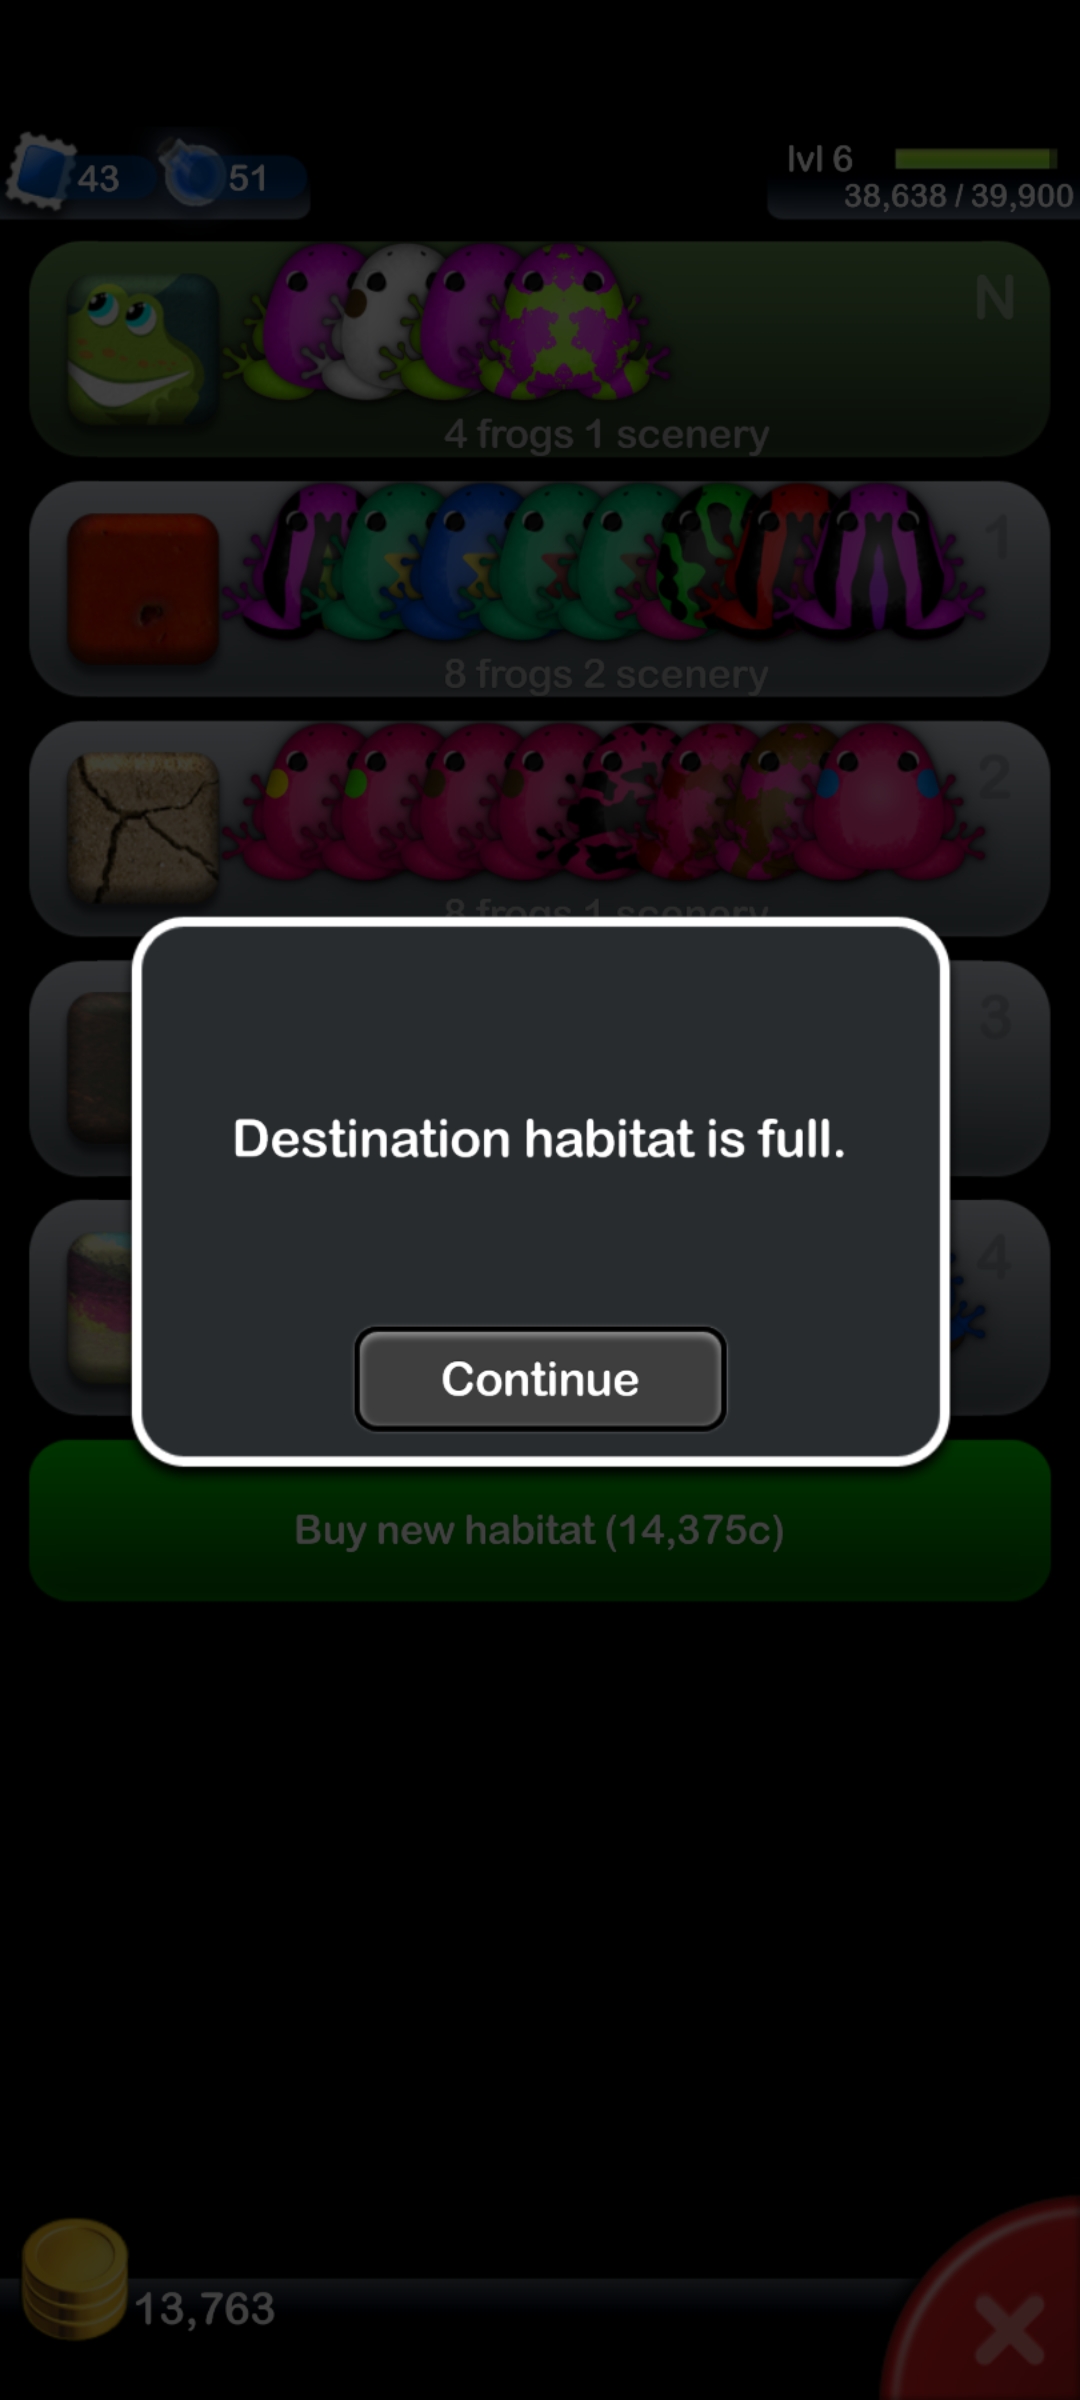 43
51
lvl 6
38,638 / 39,900
N
4 frogs 1 scenery
1
8 frogs 2 scenery
2
8 frogs 1 scenery
3
Destination habitat is full.
4
Continue
Buy new habitat (14,375c)
13,763